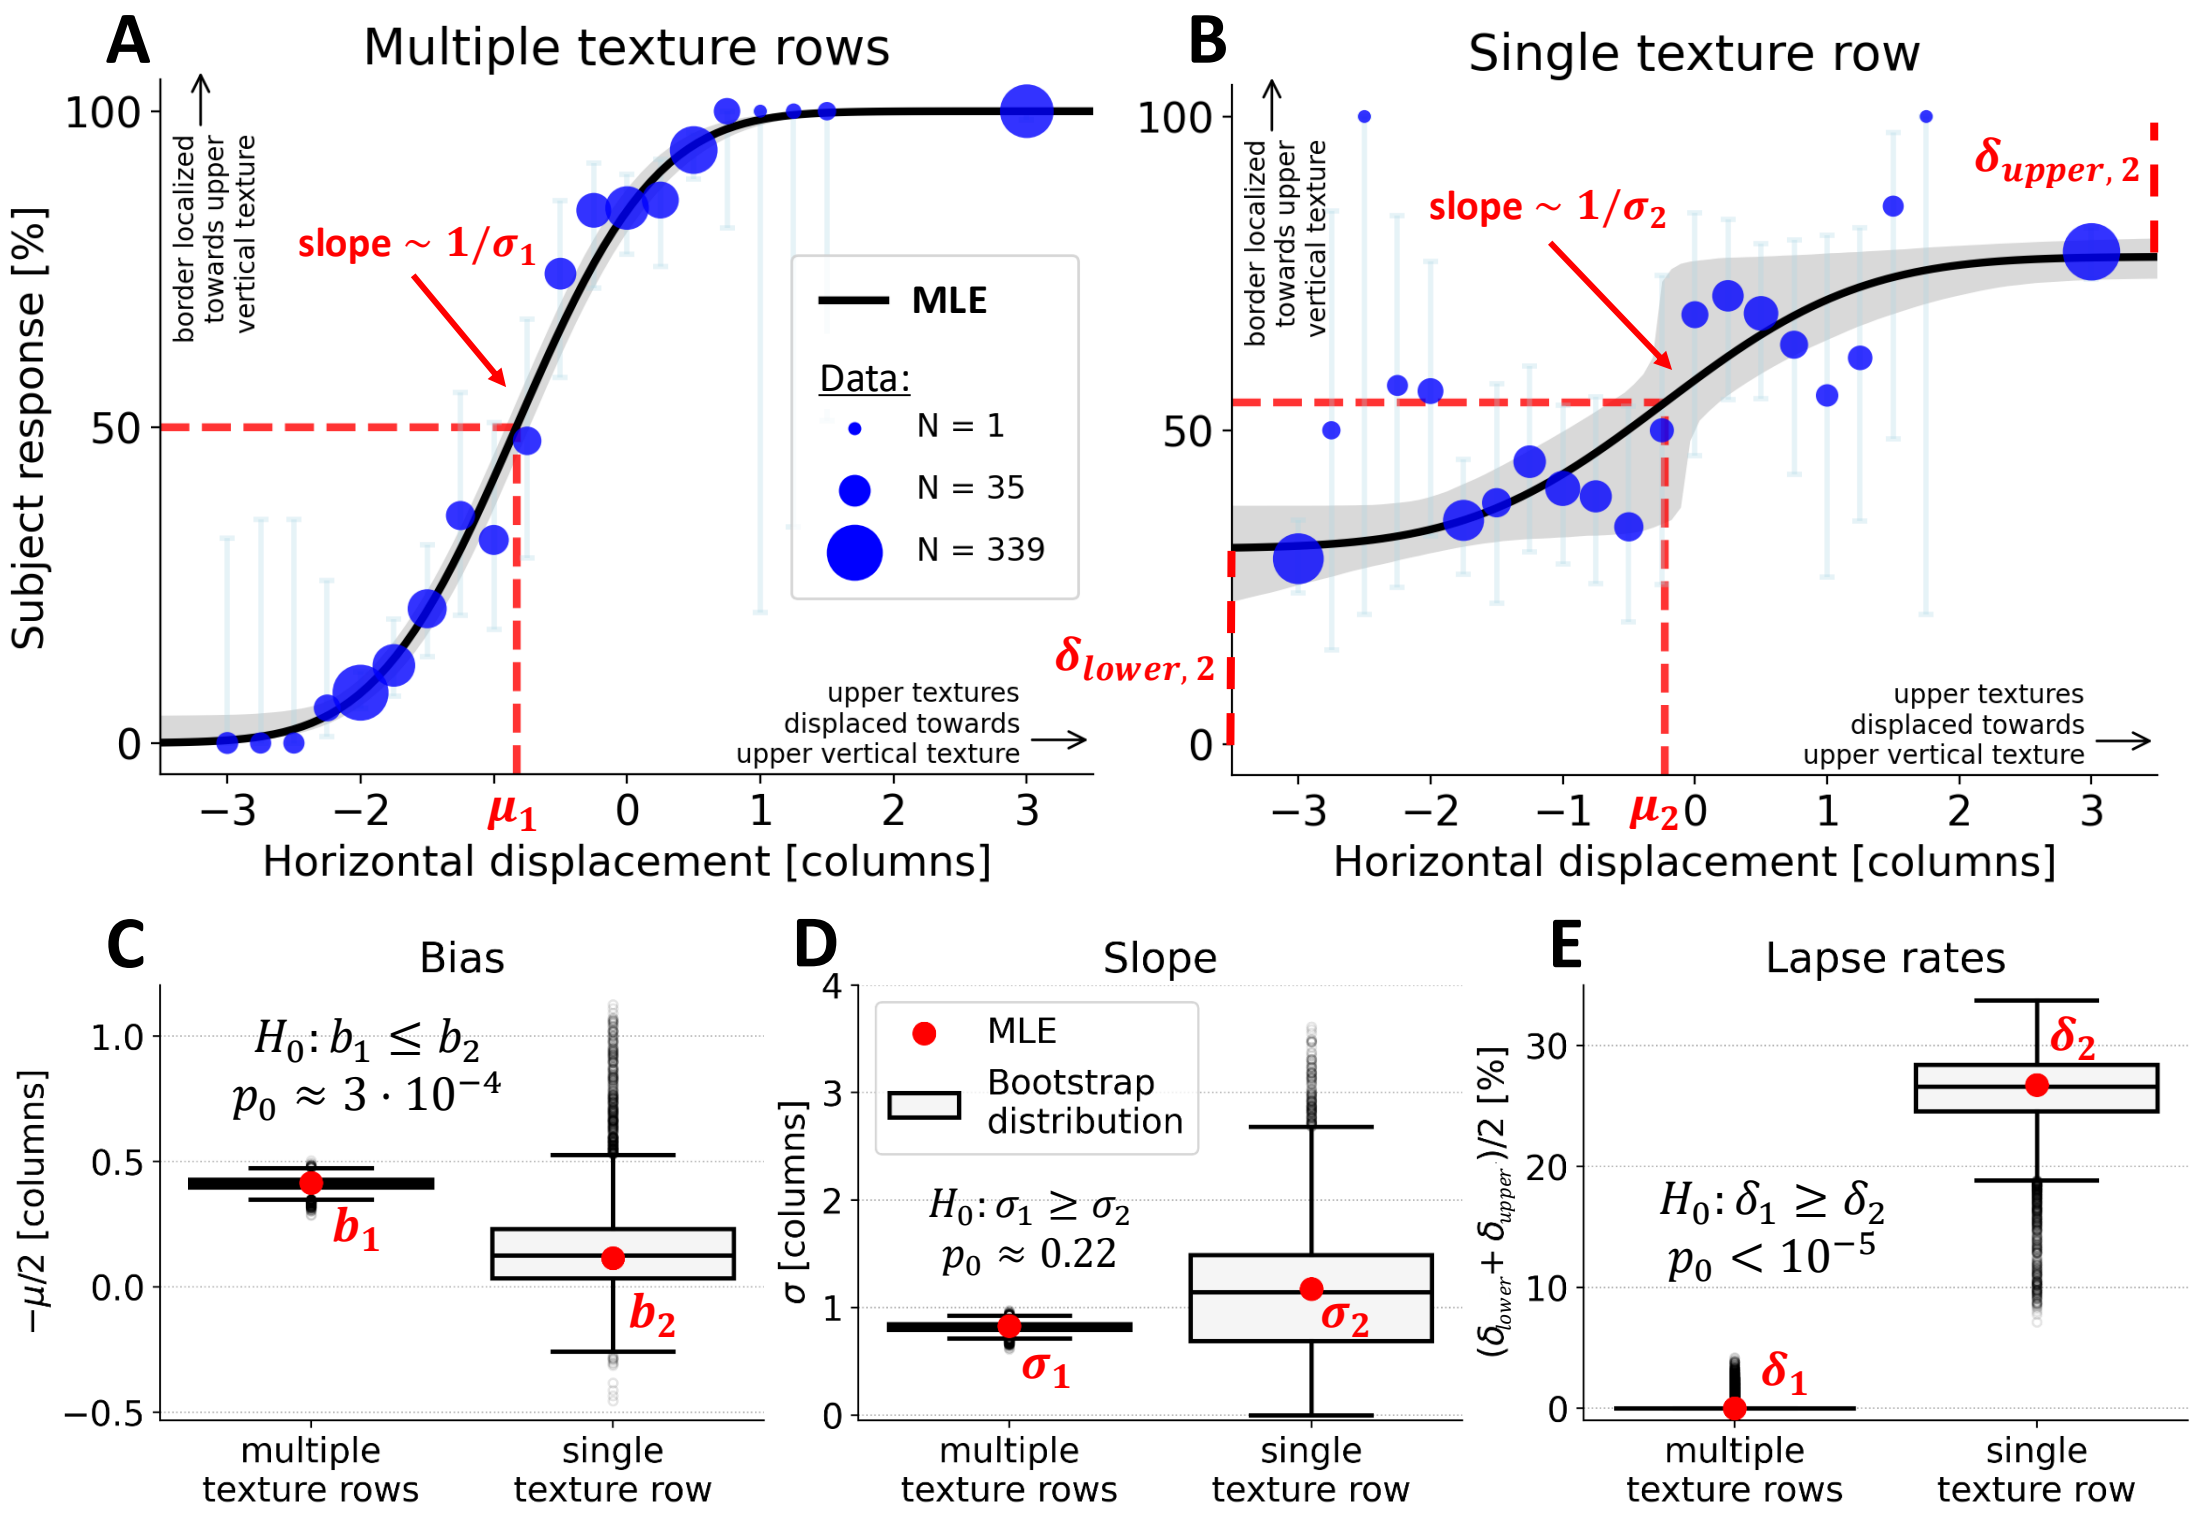 A
Multiple texture rows
Subject response [%]
100
50
0
border localized
towards upper
vertical texture
slope ~ 1/σ₁
MLE
Data:
N = 1
N = 35
N = 339
upper textures
displaced towards
upper vertical texture
−3
−2
μ₁
0
1
2
3
Horizontal displacement [columns]
B
Single texture row
100
50
0
border localized
towards upper
vertical texture
slope ~ 1/σ₂
δupper, 2
δlower, 2
upper textures
displaced towards
upper vertical texture
−3
−2
−1
μ₂
0
1
2
3
Horizontal displacement [columns]
C
Bias
−μ/2 [columns]
1.0
0.5
0.0
−0.5
H₀: b₁ ≤ b₂
p₀ ≈ 3 · 10⁻⁴
b₁
b₂
multiple
texture rows
single
texture row
D
Slope
σ [columns]
4
3
2
1
0
MLE
Bootstrap
distribution
H₀: σ₁ ≥ σ₂
p₀ ≈ 0.22
σ₁
σ₂
multiple
texture rows
single
texture row
E
Lapse rates
(δlower + δupper)/2 [%]
30
20
10
0
δ₂
H₀: δ₁ ≥ δ₂
p₀ < 10⁻⁵
δ₁
multiple
texture rows
single
texture row